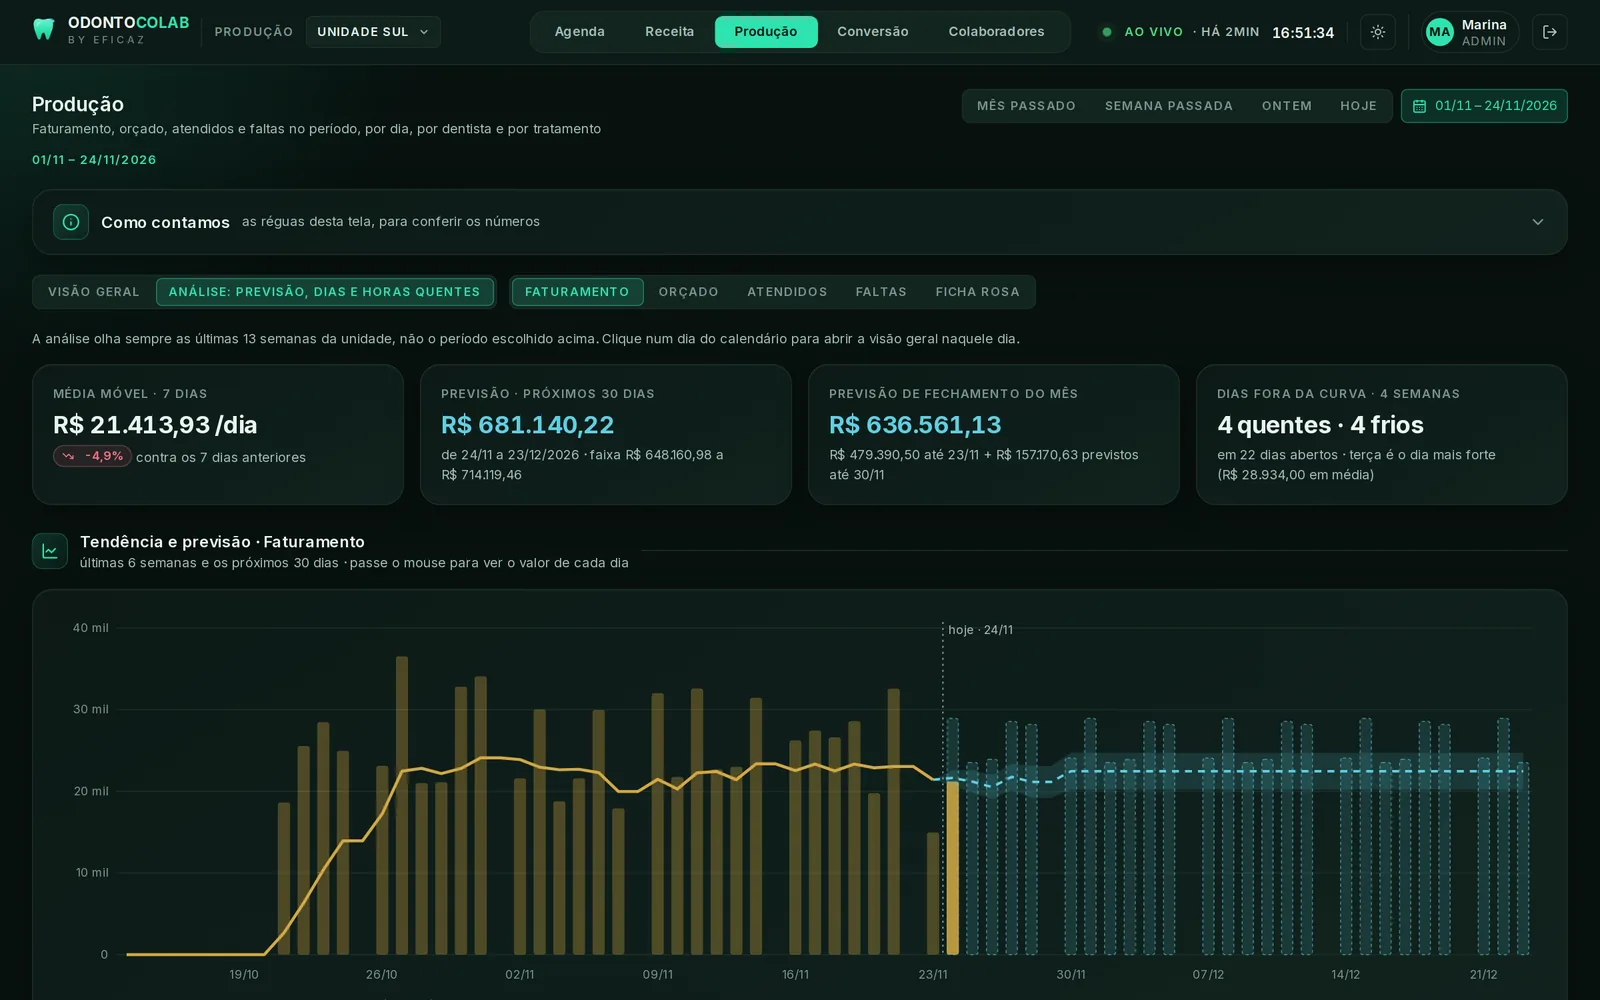 ODONTOCOLAB
BY EFICAZ
PRODUÇÃO
UNIDADE SUL
Agenda
Receita
Produção
Conversão
Colaboradores
AO VIVO · HÁ 2MIN
16:51:34
MA
Marina
ADMIN
Produção
Faturamento, orçado, atendidos e faltas no período, por dia, por dentista e por tratamento
01/11 – 24/11/2026
MÊS PASSADO
SEMANA PASSADA
ONTEM
HOJE
01/11 – 24/11/2026
Como contamos as réguas desta tela, para conferir os números
VISÃO GERAL
ANÁLISE: PREVISÃO, DIAS E HORAS QUENTES
FATURAMENTO
ORÇADO
ATENDIDOS
FALTAS
FICHA ROSA
A análise olha sempre as últimas 13 semanas da unidade, não o período escolhido acima. Clique num dia do calendário para abrir a visão geral naquele dia.
MÉDIA MÓVEL · 7 DIAS
R$ 21.413,93 /dia
-4,9% contra os 7 dias anteriores
PREVISÃO · PRÓXIMOS 30 DIAS
R$ 681.140,22
de 24/11 a 23/12/2026 · faixa R$ 648.160,98 a
R$ 714.119,46
PREVISÃO DE FECHAMENTO DO MÊS
R$ 636.561,13
R$ 479.390,50 até 23/11 + R$ 157.170,63 previstos
até 30/11
DIAS FORA DA CURVA · 4 SEMANAS
4 quentes · 4 frios
em 22 dias abertos · terça é o dia mais forte
(R$ 28.934,00 em média)
Tendência e previsão · Faturamento
últimas 6 semanas e os próximos 30 dias · passe o mouse para ver o valor de cada dia
40 mil
30 mil
20 mil
10 mil
0
hoje · 24/11
19/10
26/10
02/11
09/11
16/11
23/11
30/11
07/12
14/12
21/12